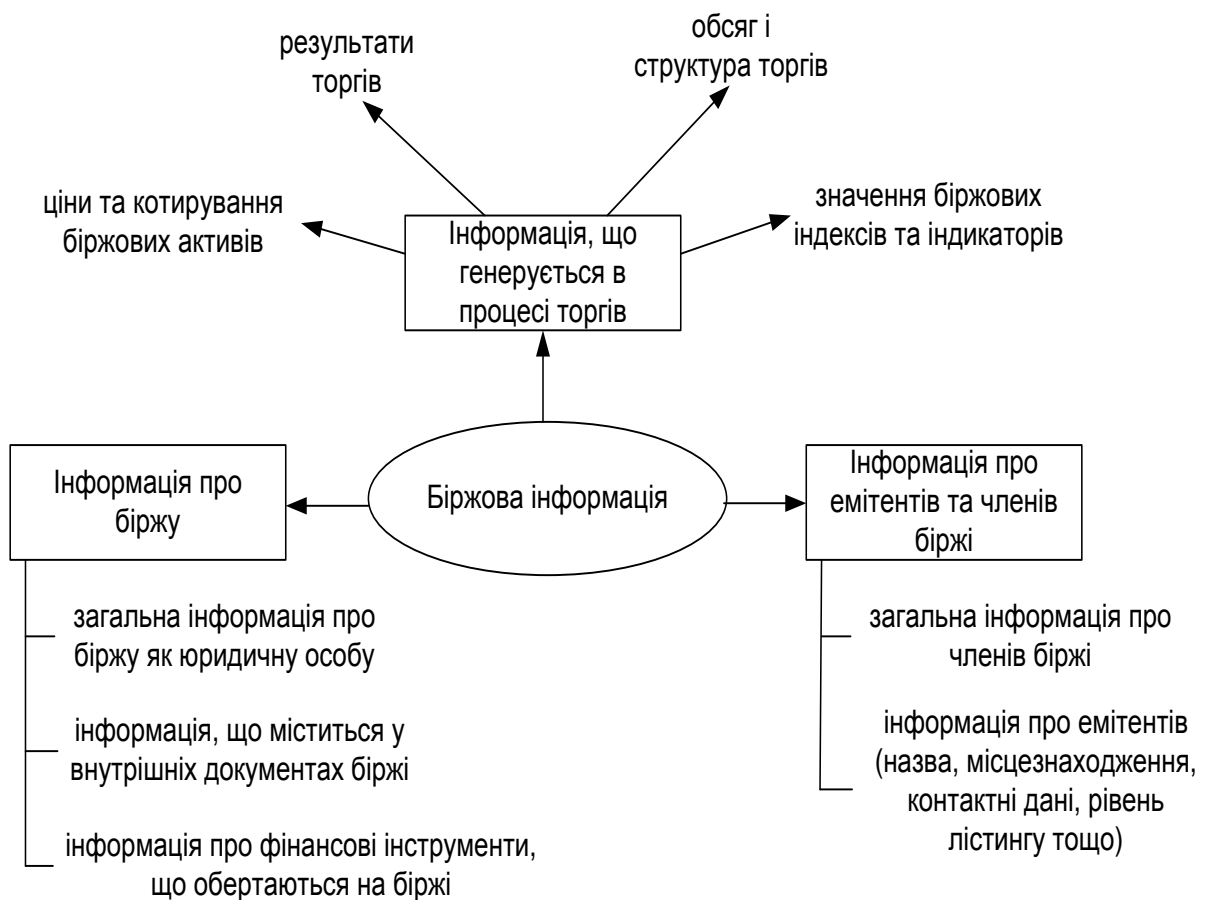 результати
торгів
обсяг і
структура торгів
ціни та котирування
біржових активів
значення біржових
індексів та індикаторів
Інформація, що
генерується в
процесі торгів
Інформація про
біржу
Біржова інформація
Інформація про
емітентів та членів
біржі
загальна інформація про
біржу як юридичну особу
інформація, що міститься у
внутрішніх документах біржі
інформація про фінансові інструменти,
що обертаються на біржі
загальна інформація про
членів біржі
інформація про емітентів
(назва, місцезнаходження,
контактні дані, рівень
лістингу тощо)